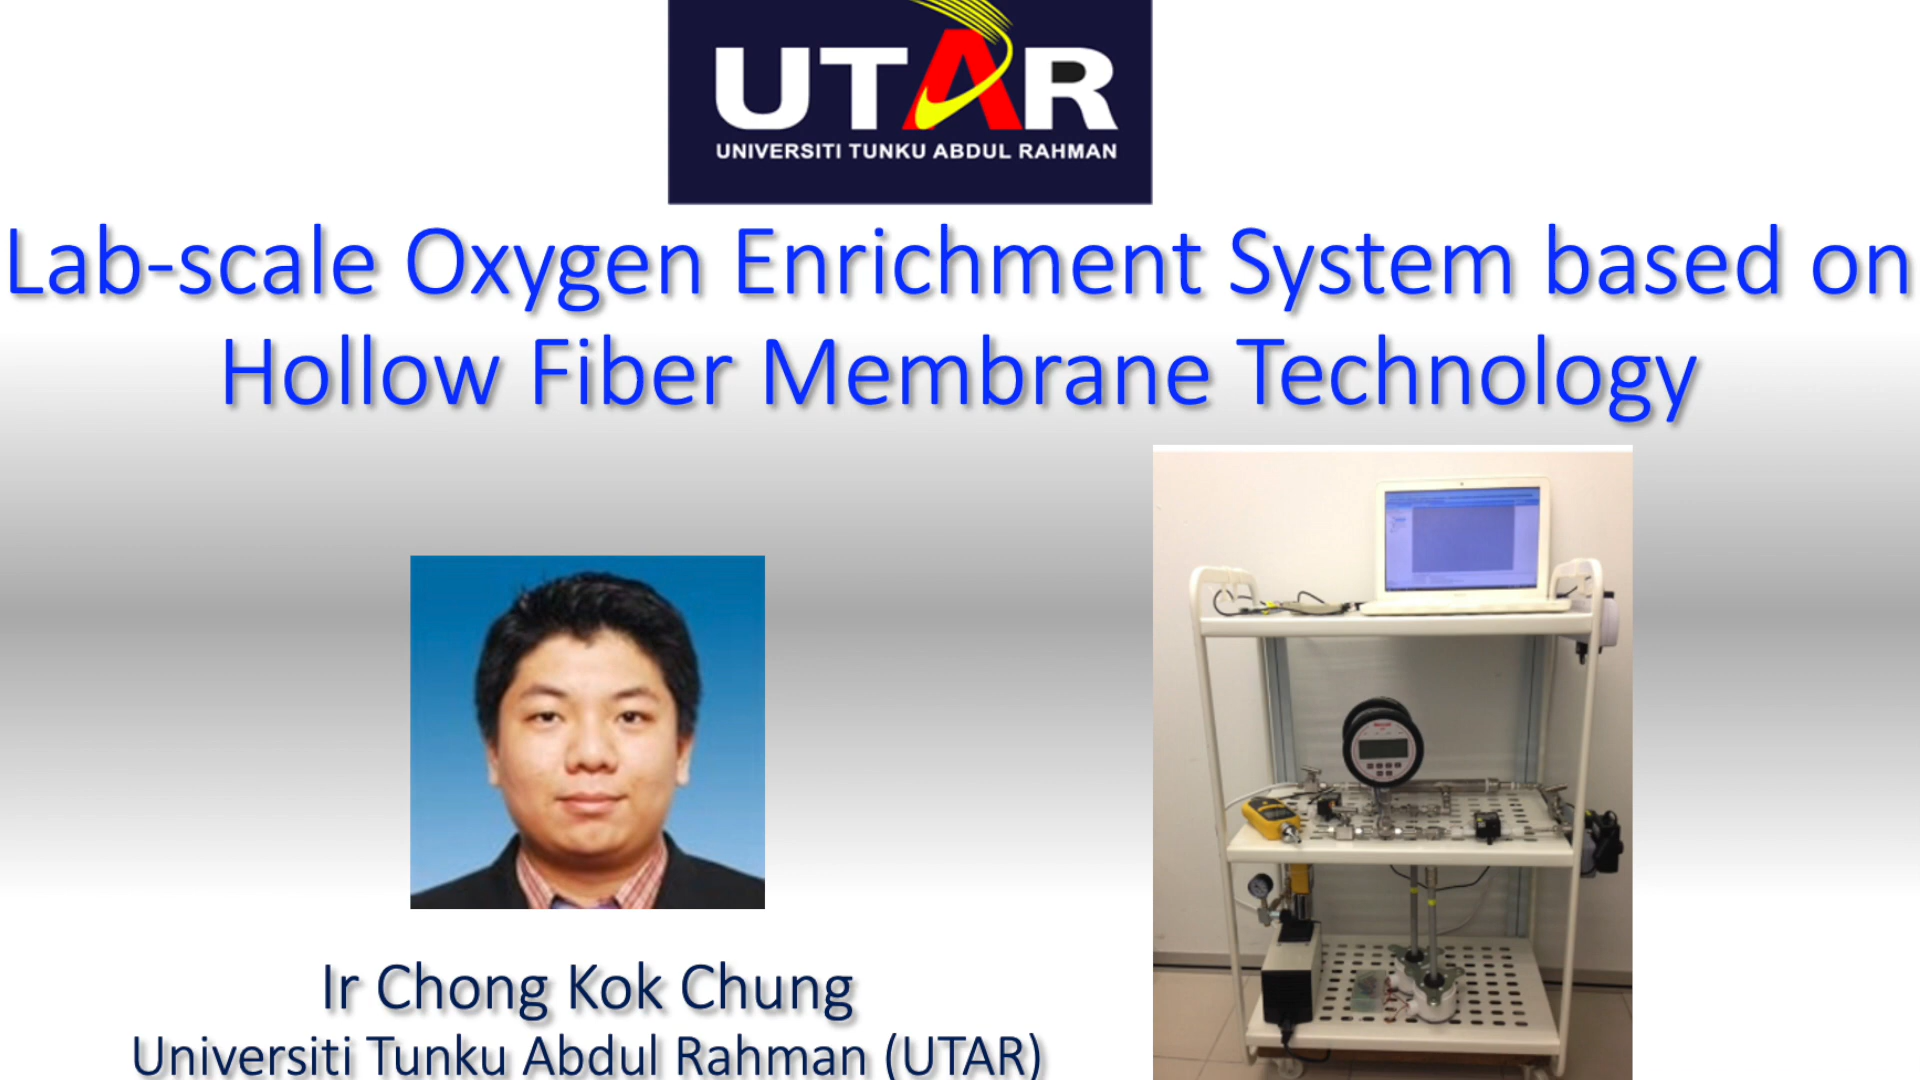 UTAR
UNIVERSITI TUNKU ABDUL RAHMAN
Lab-scale Oxygen Enrichment System based on
Hollow Fiber Membrane Technology
Ir Chong Kok Chung
Universiti Tunku Abdul Rahman (UTAR)